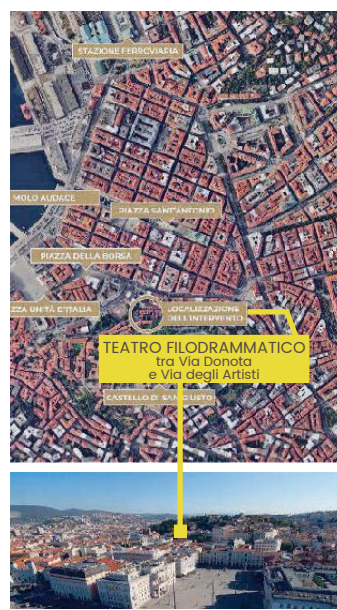 STAZIONE FERROVIARIA
MOLO AUDACE
PIAZZA SANT'ANTONIO
PIAZZA DELLA BORSA
ZZA UNITÀ D'ITALIA
LOCALIZZAZIONE
DELL'INTERVENTO
TEATRO FILODRAMMATICO
tra Via Donota
e Via degli Artisti
CASTELLO DI SAN GIUSTO